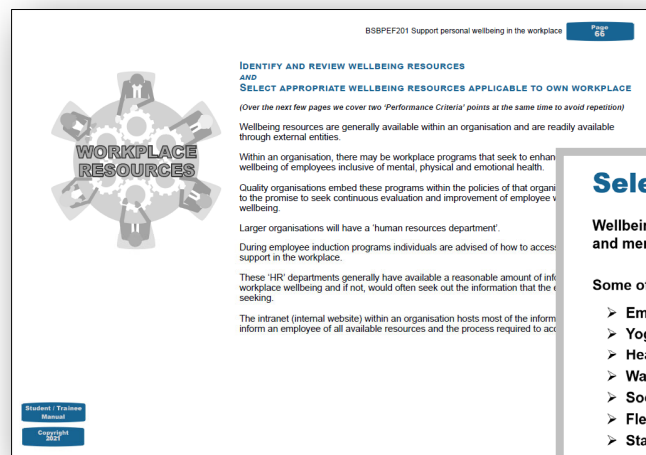 BSBPEF201 Support personal wellbeing in the workplace
Page
66
IDENTIFY AND REVIEW WELLBEING RESOURCES
AND
SELECT APPROPRIATE WELLBEING RESOURCES APPLICABLE TO OWN WORKPLACE
(Over the next few pages we cover two 'Performance Criteria' points at the same time to avoid repetition)
Wellbeing resources are generally available within an organisation and are readily available
through external entities.
Within an organisation, there may be workplace programs that seek to enhan
wellbeing of employees inclusive of mental, physical and emotional health.
Quality organisations embed these programs within the policies of that organi
to the promise to seek continuous evaluation and improvement of employee
wellbeing.
Larger organisations will have a 'human resources department'.
During employee induction programs individuals are advised of how to access
support in the workplace.
These 'HR' departments generally have available a reasonable amount of info
workplace wellbeing and if not, would often seek out the information that the
seeking.
The intranet (internal website) within an organisation hosts most of the inform
inform an employee of all available resources and the process required to acc
WORKPLACE
RESOURCES
Student / Trainee
Manual
Copyright
2021
Sele
Wellbein
and mer
Some of
➢ Em
➢ Yog
➢ Hea
➢ Wa
➢ Soc
➢ Fle
➢ Sta